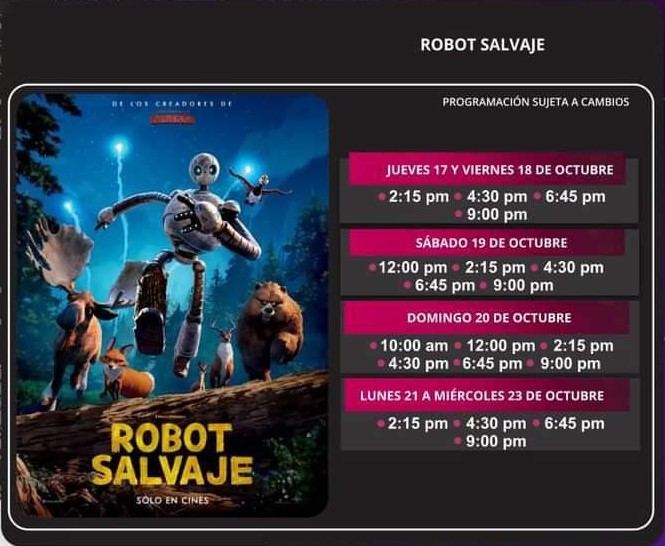 ROBOT SALVAJE
PROGRAMACIÓN SUJETA A CAMBIOS
DE LOS CREADORES DE
ROBOT
SALVAJE
SOLO EN CINES
JUEVES 17 Y VIERNES 18 DE OCTUBRE
• 2:15 pm • 4:30 pm • 6:45 pm
• 9:00 pm
SÁBADO 19 DE OCTUBRE
• 12:00 pm • 2:15 pm • 4:30 pm
• 6:45 pm • 9:00 pm
DOMINGO 20 DE OCTUBRE
• 10:00 am • 12:00 pm • 2:15 pm
• 4:30 pm • 6:45 pm • 9:00 pm
LUNES 21 A MIÉRCOLES 23 DE OCTUBRE
• 2:15 pm • 4:30 pm • 6:45 pm
• 9:00 pm